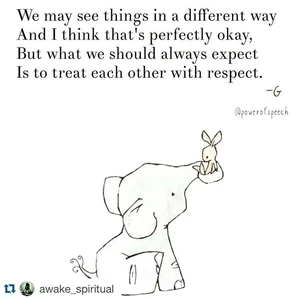 We may see things in a different way
And I think that's perfectly okay,
But what we should always expect
Is to treat each other with respect.
-G
@powerofspeech
awake_spiritual